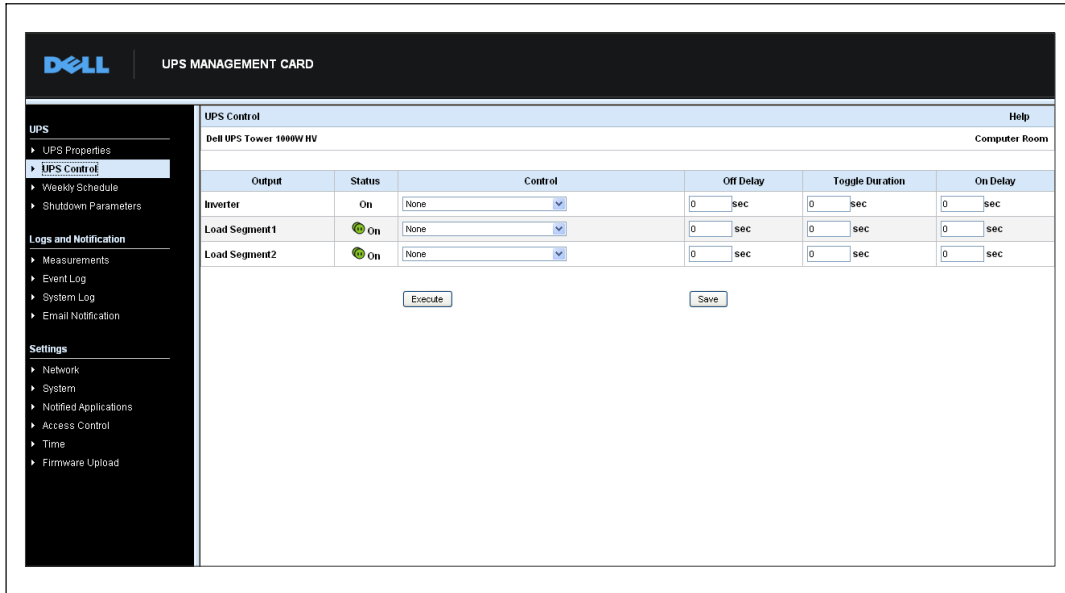 DELL UPS MANAGEMENT CARD
UPS
UPS Properties
UPS Control
Weekly Schedule
Shutdown Parameters
Logs and Notification
Measurements
Event Log
System Log
Email Notification
Settings
Network
System
Notified Applications
Access Control
Time
Firmware Upload
UPS Control Help
Dell UPS Tower 1000W HV Computer Room
Output Status Control Off Delay Toggle Duration On Delay
Inverter On None 0 sec 0 sec 0 sec
Load Segment1 On None 0 sec 0 sec 0 sec
Load Segment2 On None 0 sec 0 sec 0 sec
Execute Save